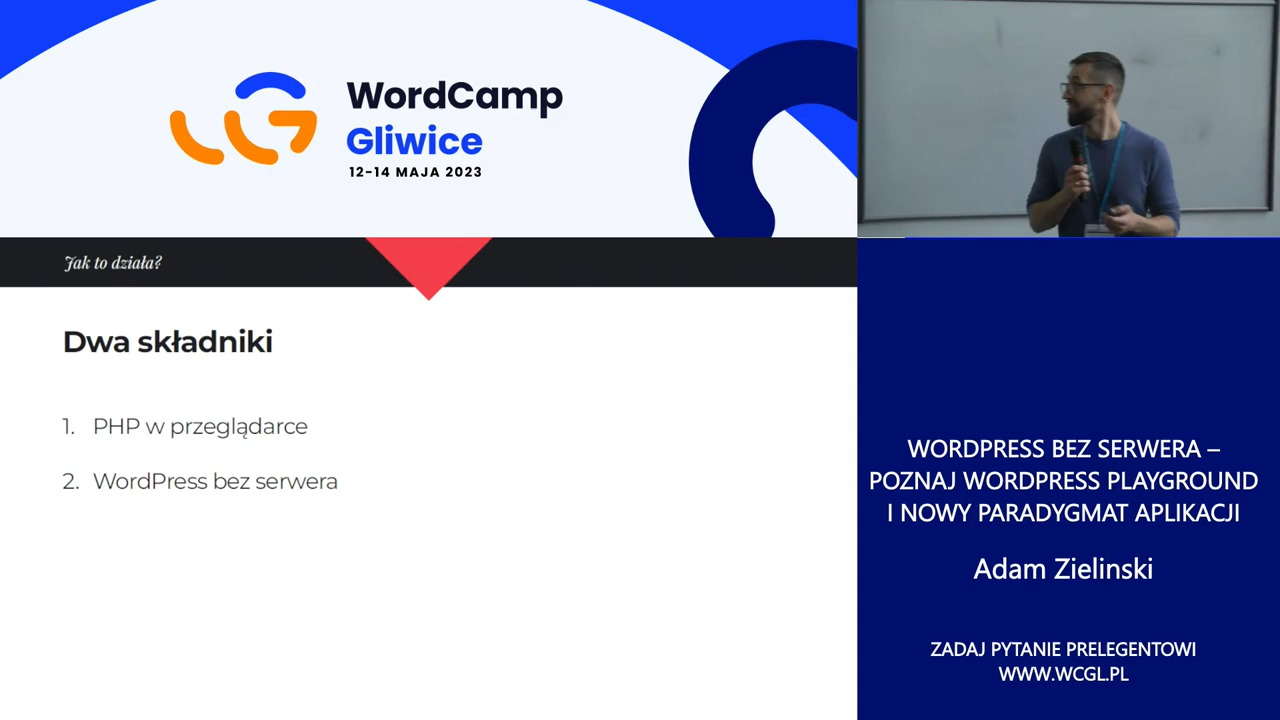 WordCamp
Gliwice
12-14 MAJA 2023
Jak to działa?
Dwa składniki
1. PHP w przeglądarce
2. WordPress bez serwera
WORDPRESS BEZ SERWERA –
POZNAJ WORDPRESS PLAYGROUND
I NOWY PARADYGMAT APLIKACJI
Adam Zielinski
ZADAJ PYTANIE PRELEGENTOWI
WWW.WCGL.PL